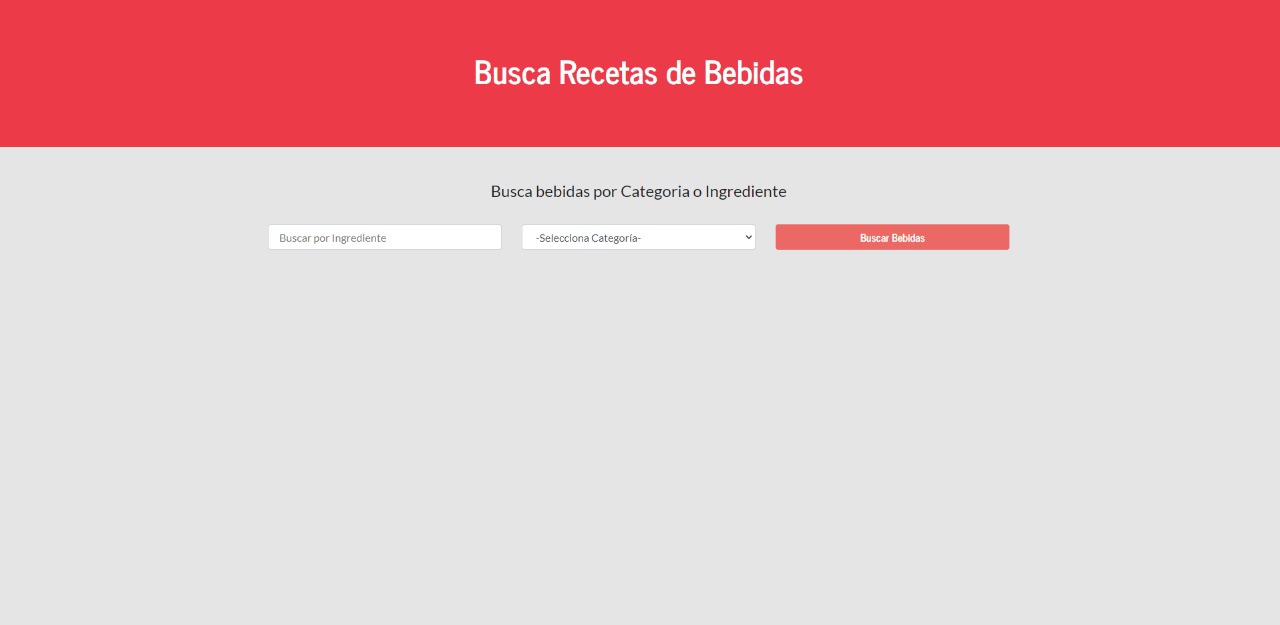 Busca Recetas de Bebidas
Busca bebidas por Categoria o Ingrediente
Buscar por Ingrediente
-Selecciona Categoría-
Buscar Bebidas